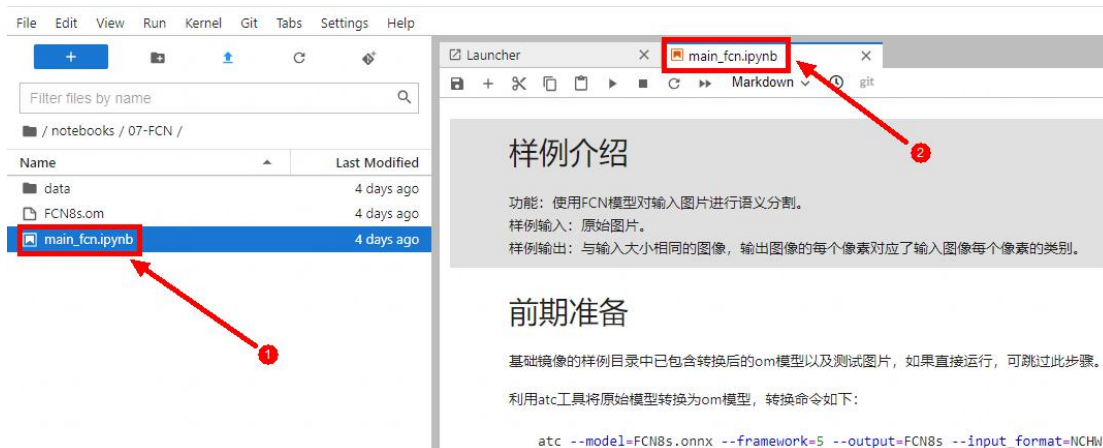 File Edit View Run Kernel Git Tabs Settings Help
Filter files by name
/ notebooks / 07-FCN /
Name Last Modified
data 4 days ago
FCN8s.om 4 days ago
main_fcn.ipynb 4 days ago
1
Launcher
main_fcn.ipynb
Markdown
git
2
样例介绍
功能：使用FCN模型对输入图片进行语义分割。
样例输入：原始图片。
样例输出：与输入大小相同的图像，输出图像的每个像素对应了输入图像每个像素的类别。
前期准备
基础镜像的样例目录中已包含转换后的om模型以及测试图片，如果直接运行，可跳过此步骤。
利用atc工具将原始模型转换为om模型，转换命令如下：
atc --model=FCN8s.onnx --framework=5 --output=FCN8s --input_format=NCHW